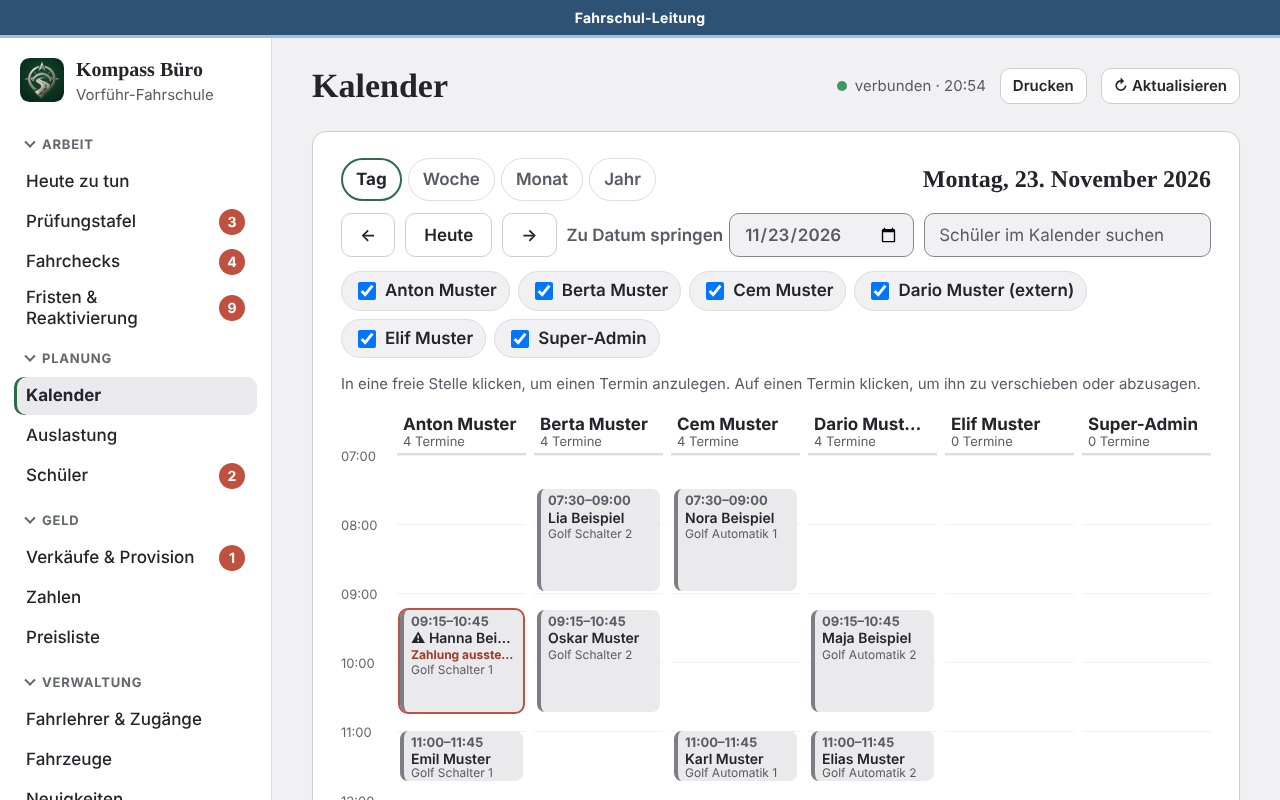 Fahrschul-Leitung
Kompass Büro
Vorführ-Fahrschule
ARBEIT
Heute zu tun
Prüfungstafel 3
Fahrchecks 4
Fristen &
Reaktivierung 9
PLANUNG
Kalender
Auslastung
Schüler 2
GELD
Verkäufe & Provision 1
Zahlen
Preisliste
VERWALTUNG
Fahrlehrer & Zugänge
Fahrzeuge
Neuigkeiten
Kalender
verbunden · 20:54 Drucken ↻ Aktualisieren
Tag Woche Monat Jahr Montag, 23. November 2026
← Heute → Zu Datum springen 11/23/2026 Schüler im Kalender suchen
Anton Muster Berta Muster Cem Muster Dario Muster (extern)
Elif Muster Super-Admin
In eine freie Stelle klicken, um einen Termin anzulegen. Auf einen Termin klicken, um ihn zu verschieben oder abzusagen.
Anton Muster Berta Muster Cem Muster Dario Must... Elif Muster Super-Admin
4 Termine 4 Termine 4 Termine 4 Termine 0 Termine 0 Termine
07:00
07:30–09:00 07:30–09:00
Lia Beispiel Nora Beispiel
08:00
Golf Schalter 2 Golf Automatik 1
09:00
09:15–10:45 09:15–10:45 09:15–10:45
⚠ Hanna Bei... Oskar Muster Maja Beispiel
Zahlung ausste... Golf Schalter 2 Golf Automatik 2
10:00
Golf Schalter 1
11:00
11:00–11:45 11:00–11:45 11:00–11:45
Emil Muster Karl Muster Elias Muster
Golf Schalter 1 Golf Automatik 1 Golf Automatik 2
12:00